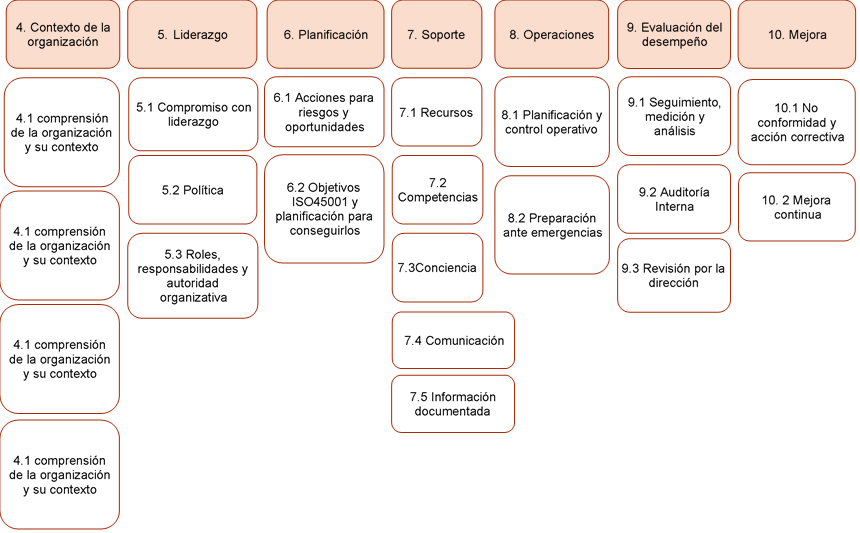 4. Contexto de la
organización
5.  Liderazgo
6. Planificación
7. Soporte
8. Operaciones
9. Evaluación del
desempeño
10. Mejora
4.1 comprensión
de la organización
y su contexto
4.1 comprensión
de la organización
y su contexto
4.1 comprensión
de la organización
y su contexto
4.1 comprensión
de la organización
y su contexto
5.1 Compromiso con
liderazgo
5.2 Política
5.3 Roles,
responsabilidades y
autoridad
organizativa
6.1 Acciones para
riesgos y
oportunidades
6.2 Objetivos
ISO45001 y
planificación para
conseguirlos
7.1 Recursos
7.2
Competencias
7.3Conciencia
7.4 Comunicación
7.5 Información
documentada
8.1 Planificación y
control operativo
8.2 Preparación
ante emergencias
9.1 Seguimiento,
medición y
análisis
9.2 Auditoría
Interna
9.3 Revisión por la
dirección
10.1 No
conformidad y
acción correctiva
10. 2 Mejora
continua